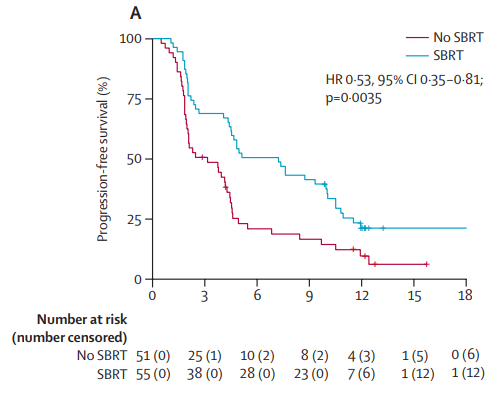 A
No SBRT
SBRT
HR 0·53, 95% CI 0·35–0·81;
p=0·0035
Progression-free survival (%)
100
75
50
25
0
0 3 6 9 12 15 18
Number at risk
(number censored)
No SBRT 51 (0) 25 (1) 10 (2) 8 (2) 4 (3) 1 (5) 0 (6)
SBRT 55 (0) 38 (0) 28 (0) 23 (0) 7 (6) 1 (12) 1 (12)